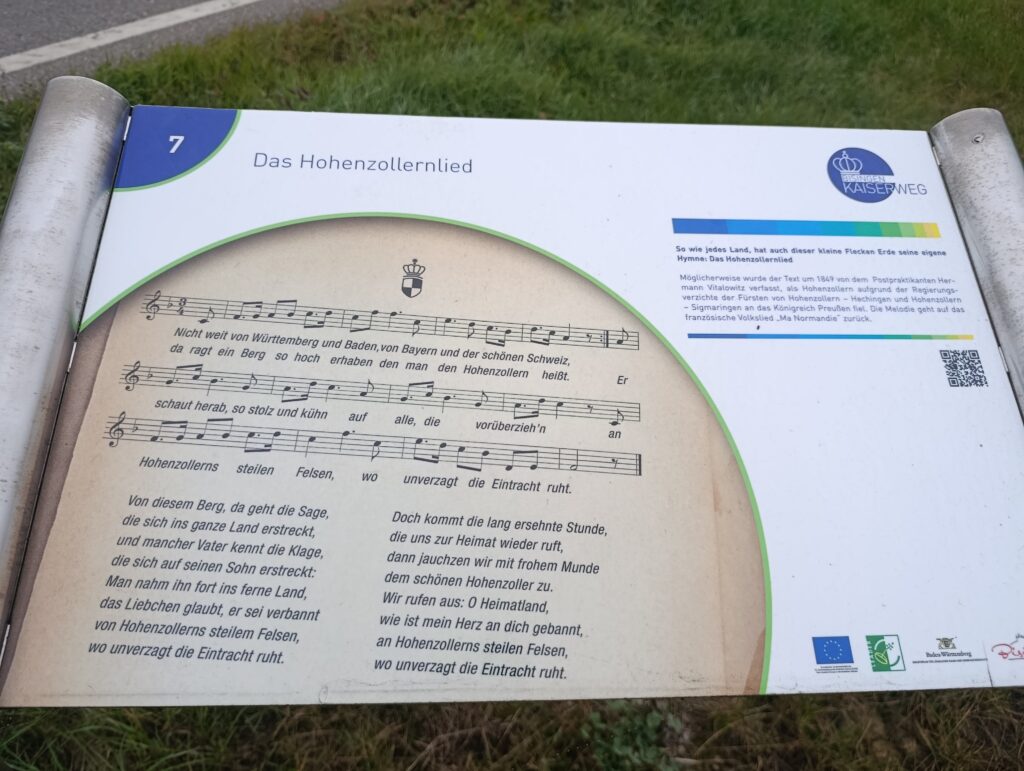 7
Das Hohenzollernlied
BISINGEN
KAISERWEG
So wie jedes Land, hat auch dieser kleine Flecken Erde seine eigene
Hymne: Das Hohenzollernlied
Möglicherweise wurde der Text um 1849 von dem Postpraktikanten Her-
mann Vitalowitz verfasst, als Hohenzollern aufgrund der Regierungs-
verzichte der Fürsten von Hohenzollern – Hechingen und Hohenzollern
– Sigmaringen an das Königreich Preußen fiel. Die Melodie geht auf das
französische Volkslied „Ma Normandie“ zurück.
Nicht weit von Württemberg und Baden, von Bayern und der schönen Schweiz,
da ragt ein Berg so hoch erhaben den man den Hohenzollern heißt. Er
schaut herab, so stolz und kühn auf alle, die vorüberzieh'n an
Hohenzollerns steilen Felsen, wo unverzagt die Eintracht ruht.
Von diesem Berg, da geht die Sage,
die sich ins ganze Land erstreckt,
und mancher Vater kennt die Klage,
die sich auf seinen Sohn erstreckt:
Man nahm ihn fort ins ferne Land,
das Liebchen glaubt, er sei verbannt
von Hohenzollerns steilem Felsen,
wo unverzagt die Eintracht ruht.
Doch kommt die lang ersehnte Stunde,
die uns zur Heimat wieder ruft,
dann jauchzen wir mit frohem Munde
dem schönen Hohenzoller zu.
Wir rufen aus: O Heimatland,
wie ist mein Herz an dich gebannt,
an Hohenzollerns steilen Felsen,
wo unverzagt die Eintracht ruht.
Baden-Württemberg